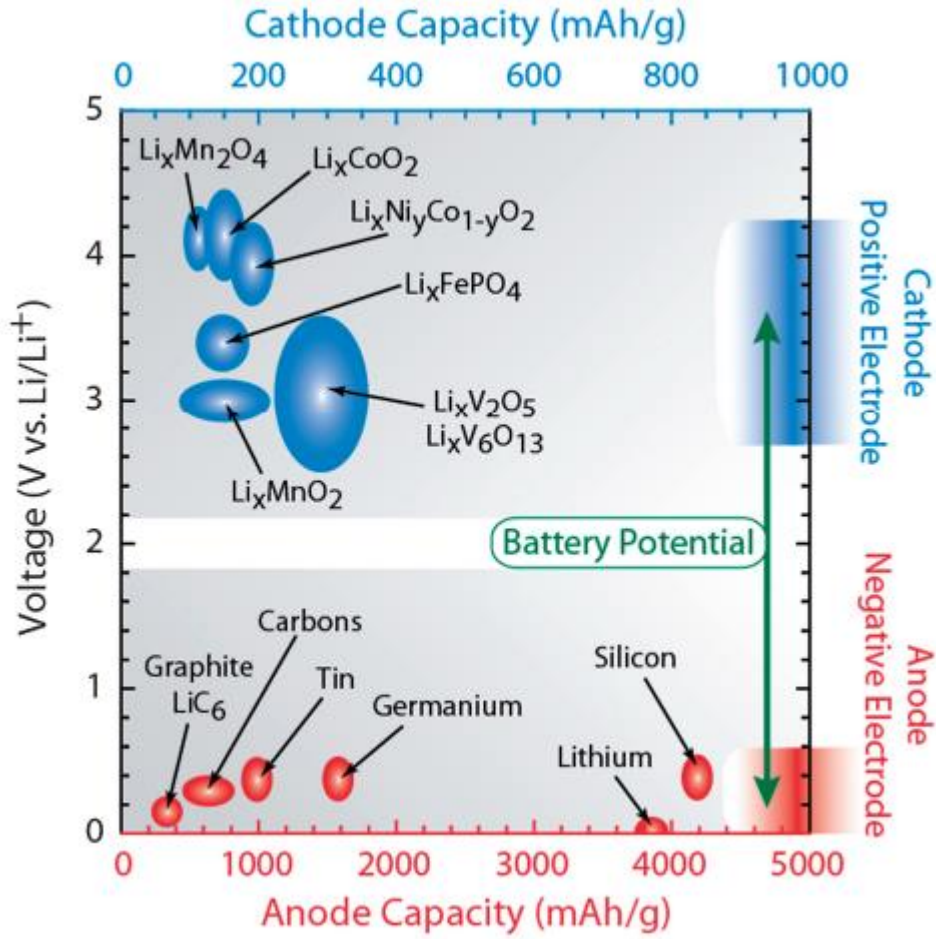 Cathode Capacity (mAh/g)
0 200 400 600 800 1000
5
4
3
2
1
0
Voltage (V vs. Li/Li⁺)
LiₓMn₂O₄
LiₓCoO₂
LiₓNiᵧCo₁₋ᵧO₂
LiₓFePO₄
LiₓV₂O₅
LiₓV₆O₁₃
LiₓMnO₂
Cathode
Positive Electrode
Battery Potential
Carbons
Graphite
LiC₆
Tin
Germanium
Silicon
Lithium
Anode
Negative Electrode
0 1000 2000 3000 4000 5000
Anode Capacity (mAh/g)